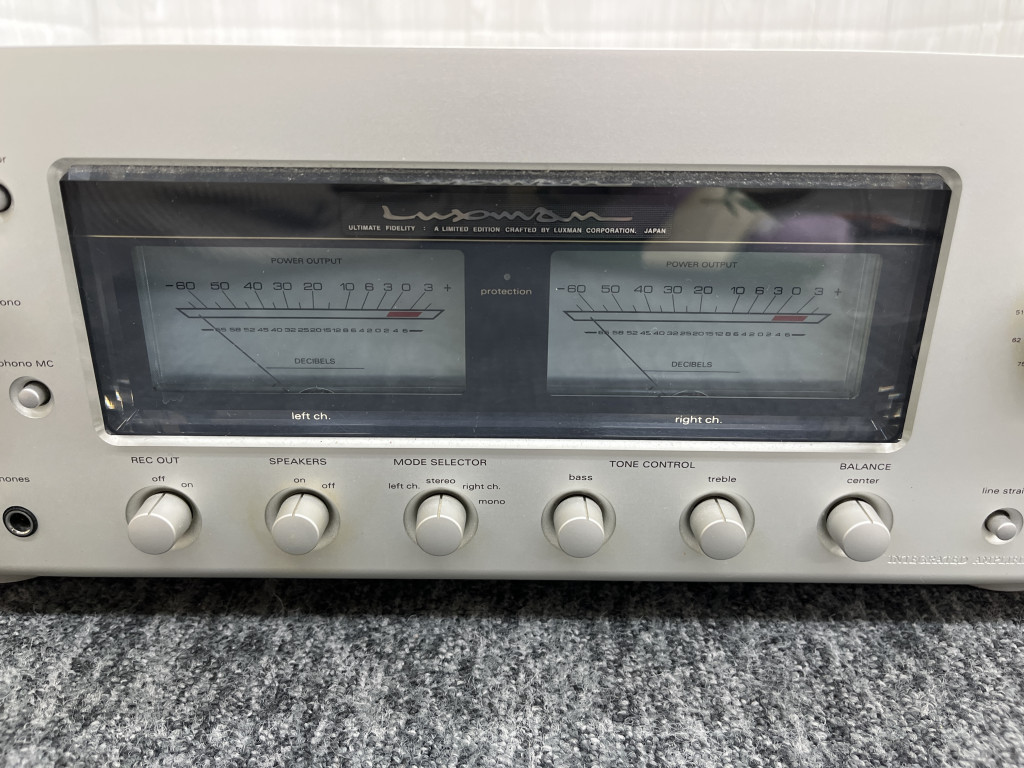 Luxman
ULTIMATE FIDELITY : A LIMITED EDITION CRAFTED BY LUXMAN CORPORATION. JAPAN
POWER OUTPUT
-60 50 40 30 20 10 6 3 0 3 +
DECIBELS
left ch.
protection
POWER OUTPUT
-60 50 40 30 20 10 6 3 0 3 +
DECIBELS
right ch.
phono MC
REC OUT
off
on
SPEAKERS
on
off
MODE SELECTOR
left ch. stereo right ch.
mono
TONE CONTROL
bass
treble
BALANCE
center
line strai
INTEGRATED AMPLIF